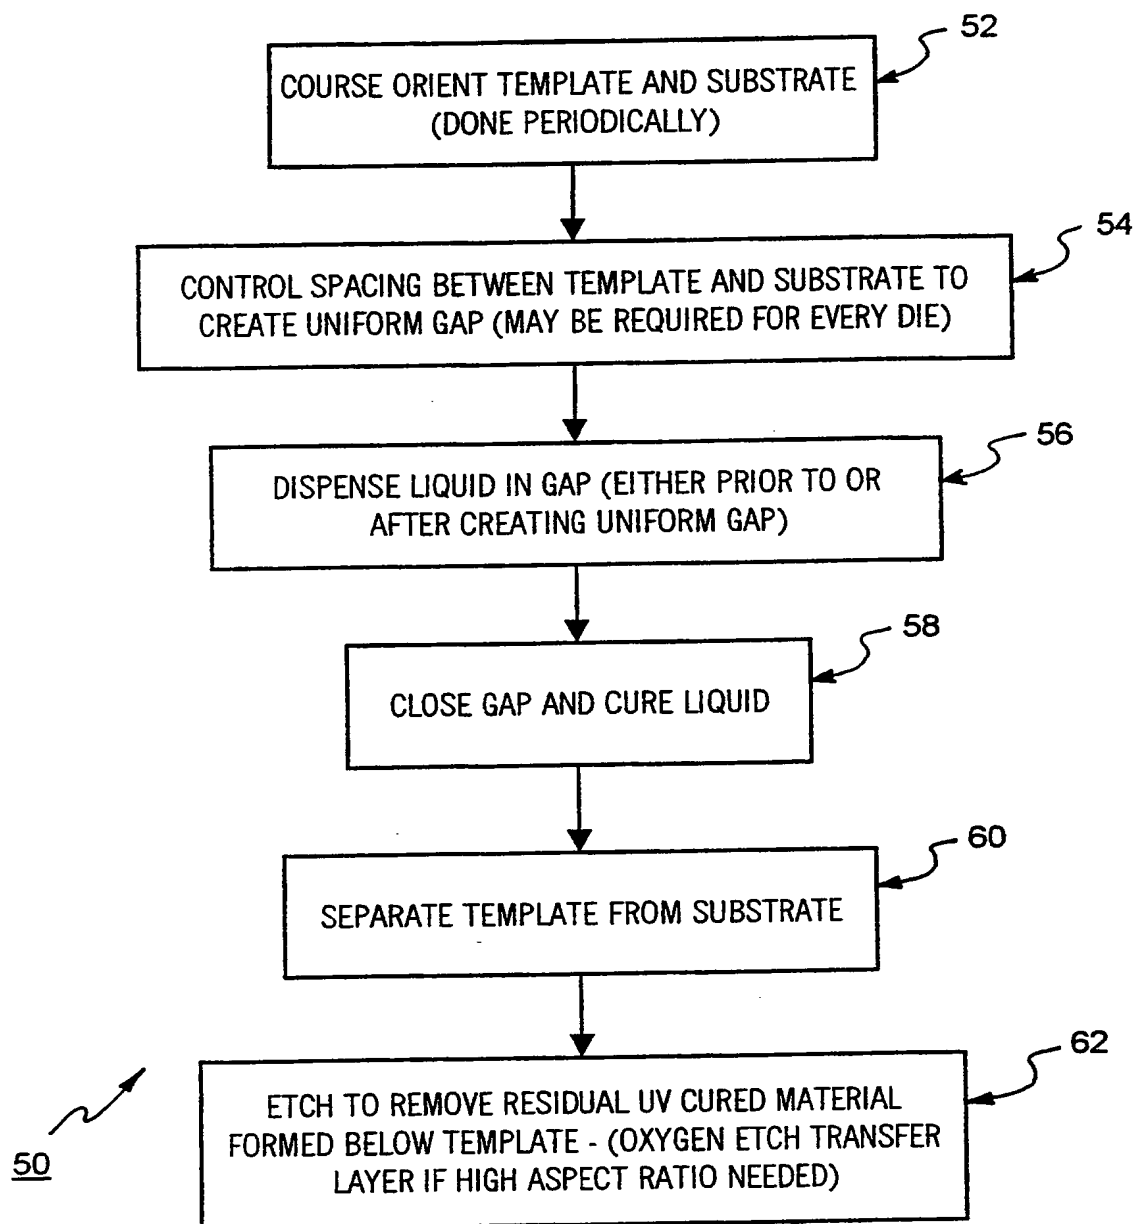 52
COURSE ORIENT TEMPLATE AND SUBSTRATE
(DONE PERIODICALLY)
54
CONTROL SPACING BETWEEN TEMPLATE AND SUBSTRATE TO
CREATE UNIFORM GAP (MAY BE REQUIRED FOR EVERY DIE)
56
DISPENSE LIQUID IN GAP (EITHER PRIOR TO OR
AFTER CREATING UNIFORM GAP)
58
CLOSE GAP AND CURE LIQUID
60
SEPARATE TEMPLATE FROM SUBSTRATE
62
ETCH TO REMOVE RESIDUAL UV CURED MATERIAL
FORMED BELOW TEMPLATE - (OXYGEN ETCH TRANSFER
LAYER IF HIGH ASPECT RATIO NEEDED)
50